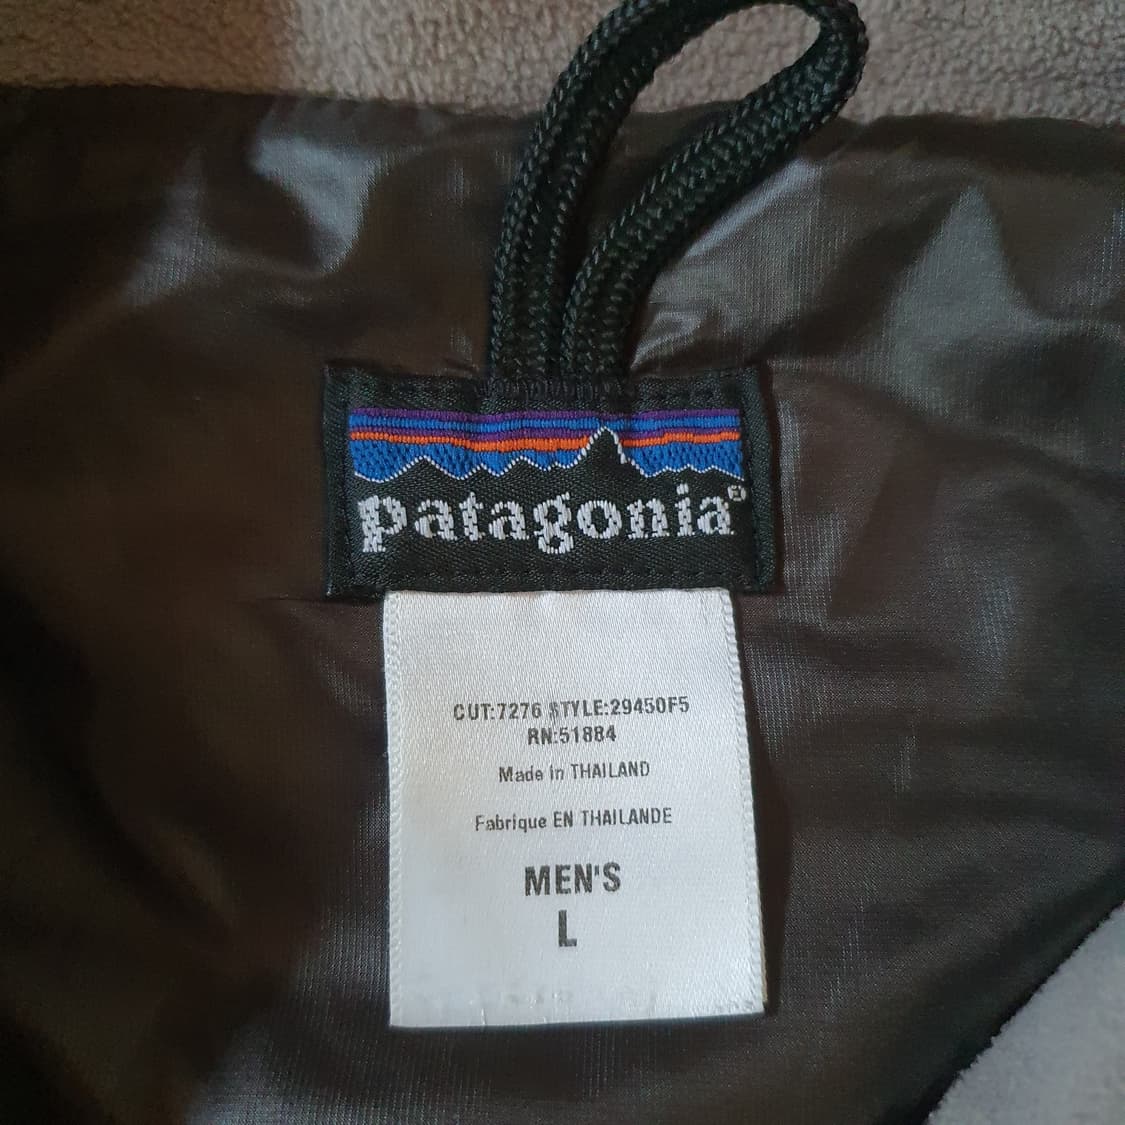 patagonia®
CUT:7276 STYLE:29450F5
RN:51884
Made in THAILAND
Fabrique EN THAILANDE
MEN'S
L